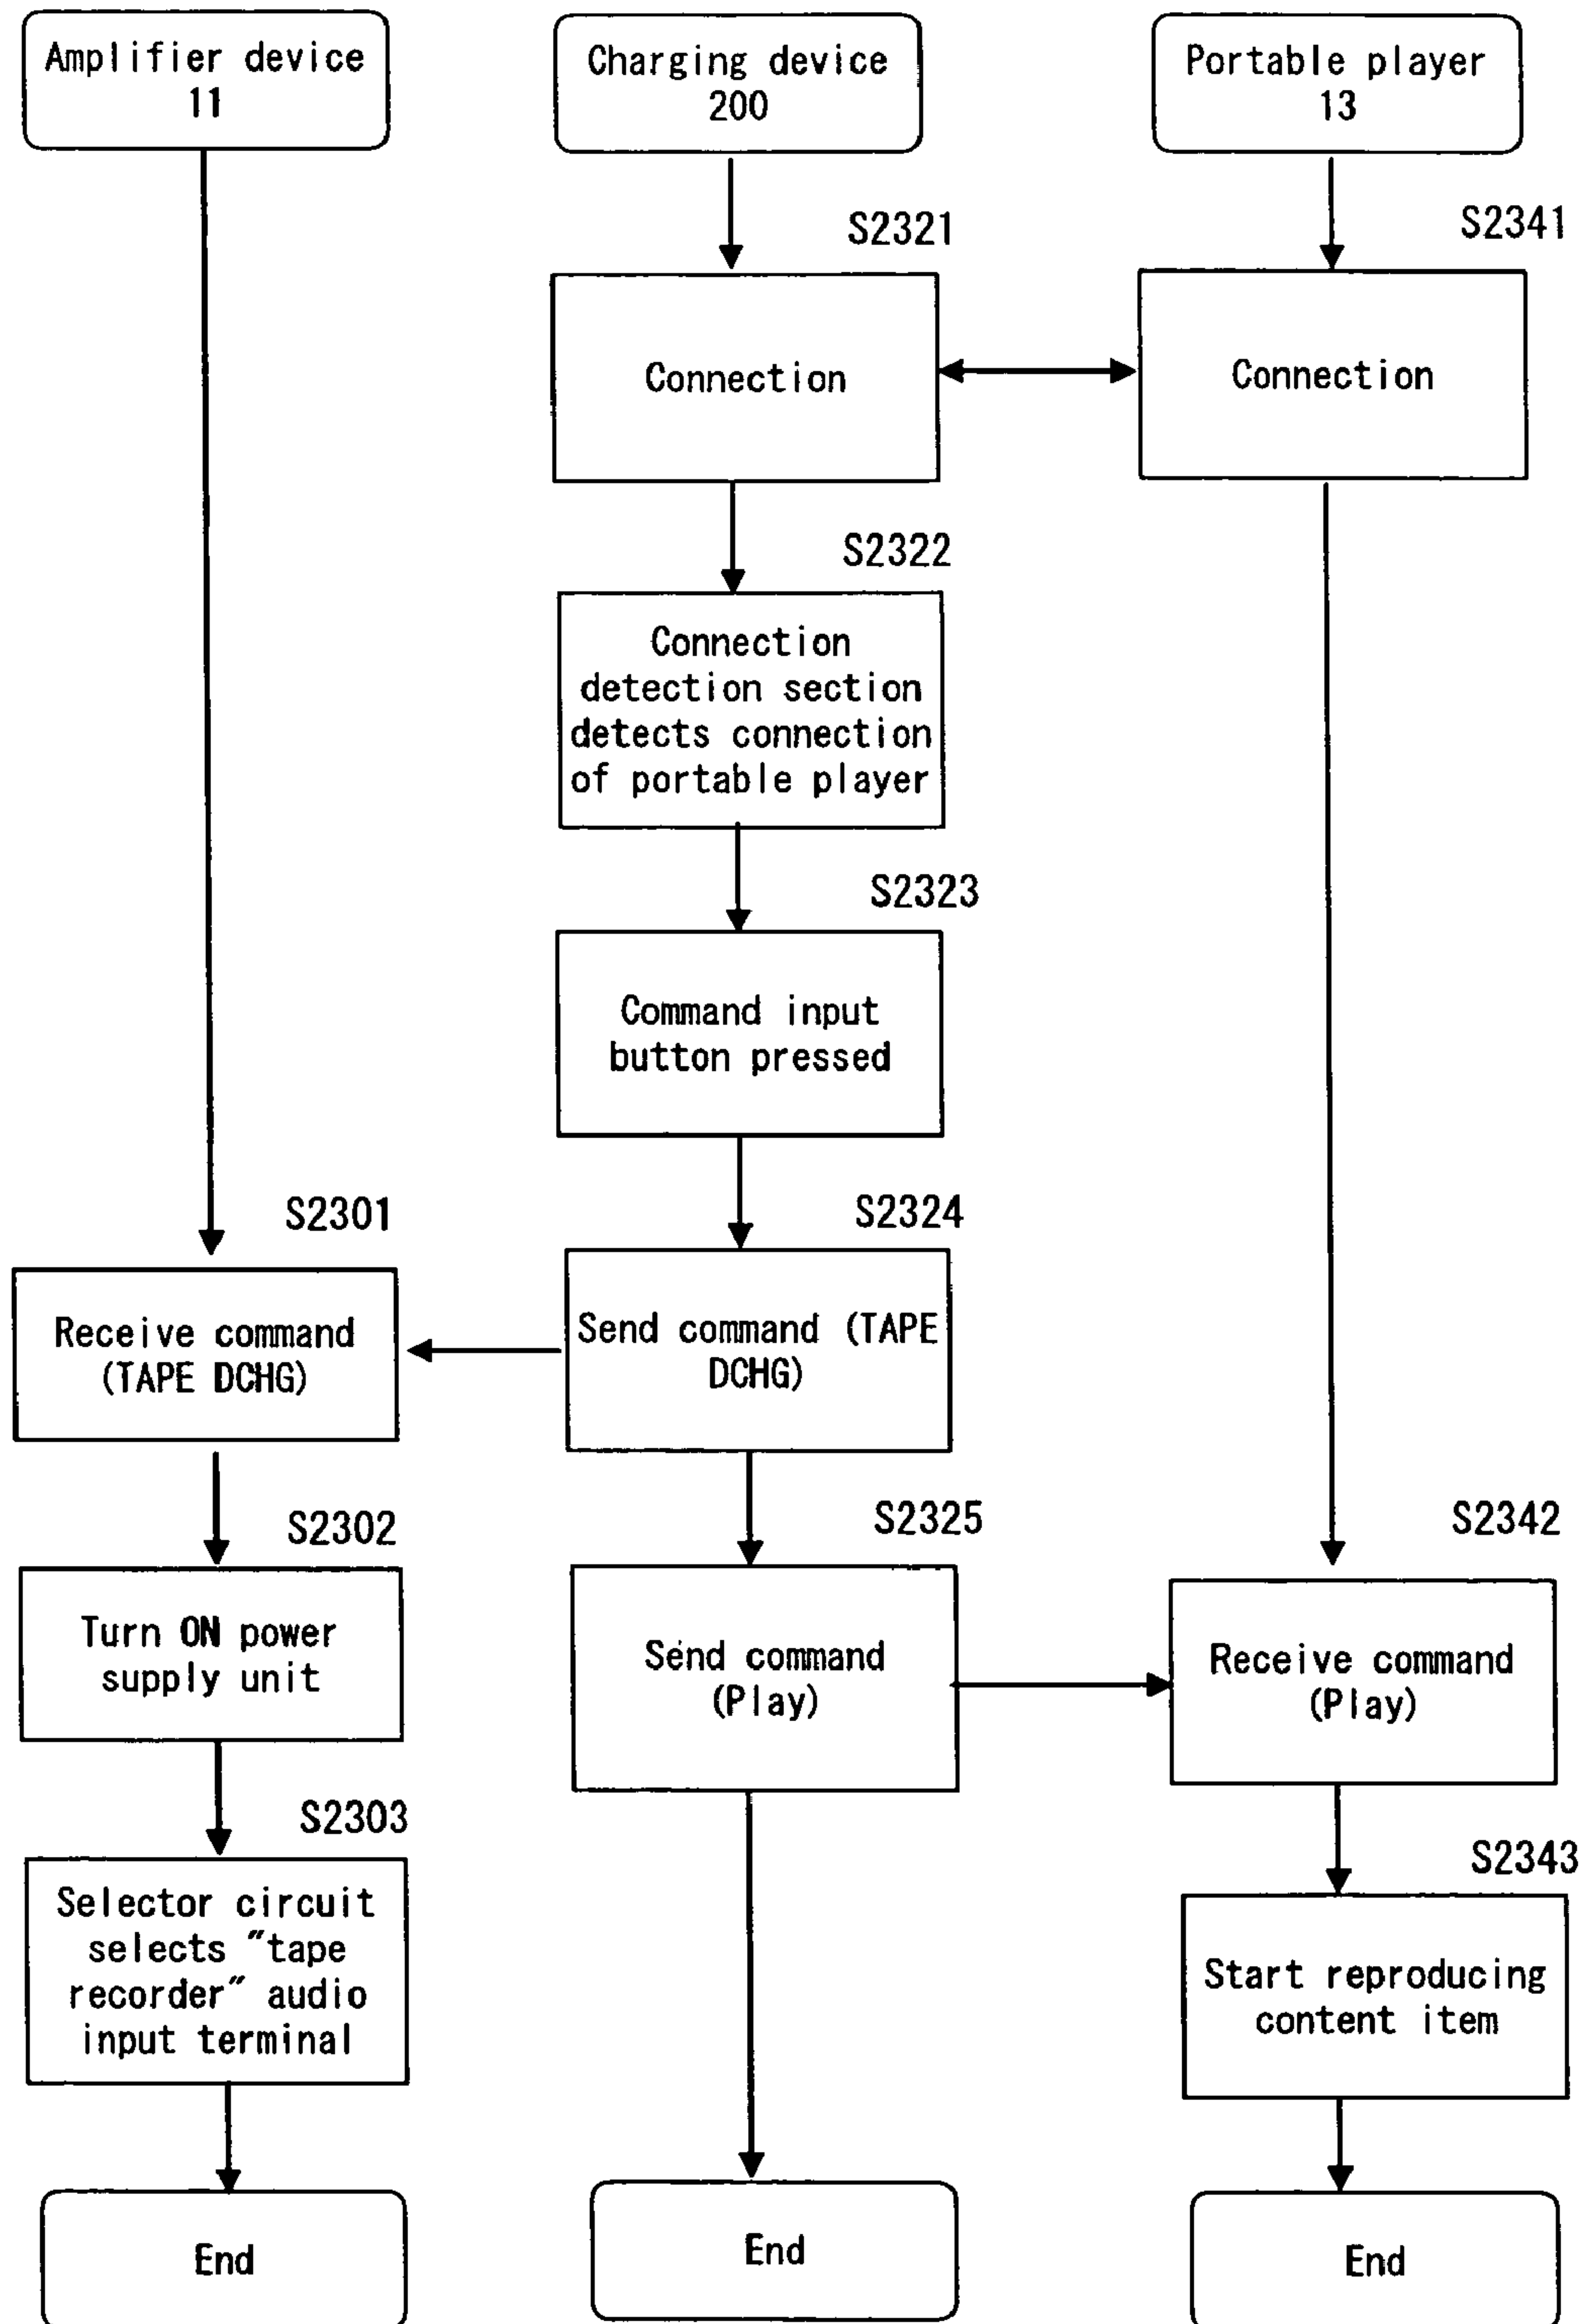 Amplifier device
11
Charging device
200
Portable player
13
S2321
S2341
Connection
Connection
S2322
Connection
detection section
detects connection
of portable player
S2323
Command input
button pressed
S2301
S2324
Receive command
(TAPE DCHG)
Send command (TAPE
DCHG)
S2302
S2325
S2342
Turn ON power
supply unit
Send command
(Play)
Receive command
(Play)
S2303
S2343
Selector circuit
selects "tape
recorder" audio
input terminal
Start reproducing
content item
End
End
End